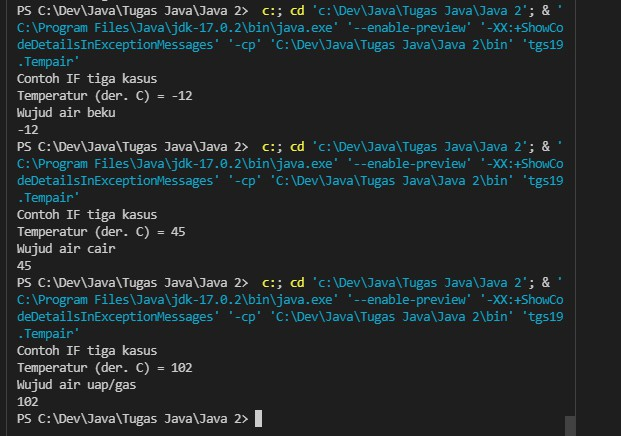 PS C:\Dev\Java\Tugas Java\Java 2>  c:; cd 'c:\Dev\Java\Tugas Java\Java 2'; & '
C:\Program Files\Java\jdk-17.0.2\bin\java.exe' '--enable-preview' '-XX:+ShowCo
deDetailsInExceptionMessages' '-cp' 'C:\Dev\Java\Tugas Java\Java 2\bin' 'tgs19
.Tempair'
Contoh IF tiga kasus
Temperatur (der. C) = -12
Wujud air beku
-12
PS C:\Dev\Java\Tugas Java\Java 2>  c:; cd 'c:\Dev\Java\Tugas Java\Java 2'; & '
C:\Program Files\Java\jdk-17.0.2\bin\java.exe' '--enable-preview' '-XX:+ShowCo
deDetailsInExceptionMessages' '-cp' 'C:\Dev\Java\Tugas Java\Java 2\bin' 'tgs19
.Tempair'
Contoh IF tiga kasus
Temperatur (der. C) = 45
Wujud air cair
45
PS C:\Dev\Java\Tugas Java\Java 2>  c:; cd 'c:\Dev\Java\Tugas Java\Java 2'; & '
C:\Program Files\Java\jdk-17.0.2\bin\java.exe' '--enable-preview' '-XX:+ShowCo
deDetailsInExceptionMessages' '-cp' 'C:\Dev\Java\Tugas Java\Java 2\bin' 'tgs19
.Tempair'
Contoh IF tiga kasus
Temperatur (der. C) = 102
Wujud air uap/gas
102
PS C:\Dev\Java\Tugas Java\Java 2>